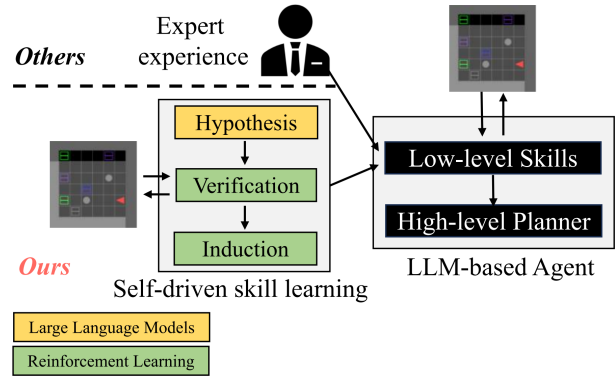 Others
Expert
experience
Hypothesis
Verification
Induction
Low-level Skills
High-level Planner
Ours
Self-driven skill learning
LLM-based Agent
Large Language Models
Reinforcement Learning